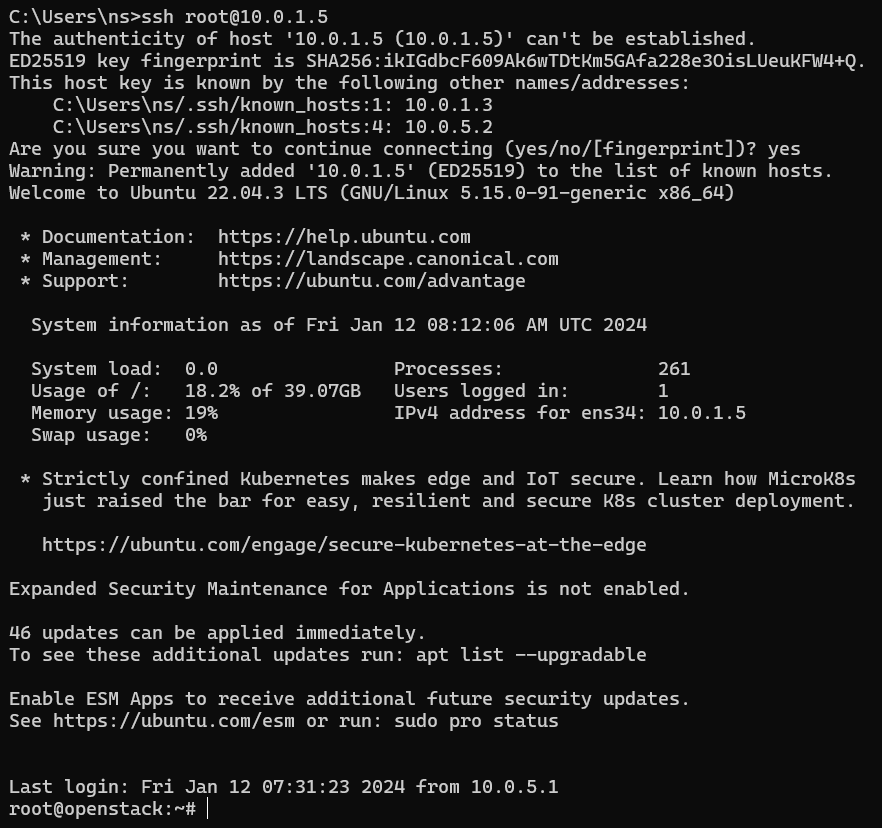 C:\Users\ns>ssh root@10.0.1.5
The authenticity of host '10.0.1.5 (10.0.1.5)' can't be established.
ED25519 key fingerprint is SHA256:ikIGdbcF609Ak6wTDtKm5GAfa228e3OisLUeuKFW4+Q.
This host key is known by the following other names/addresses:
    C:\Users\ns/.ssh/known_hosts:1: 10.0.1.3
    C:\Users\ns/.ssh/known_hosts:4: 10.0.5.2
Are you sure you want to continue connecting (yes/no/[fingerprint])? yes
Warning: Permanently added '10.0.1.5' (ED25519) to the list of known hosts.
Welcome to Ubuntu 22.04.3 LTS (GNU/Linux 5.15.0-91-generic x86_64)

 * Documentation:  https://help.ubuntu.com
 * Management:     https://landscape.canonical.com
 * Support:        https://ubuntu.com/advantage

  System information as of Fri Jan 12 08:12:06 AM UTC 2024

  System load:  0.0                Processes:              261
  Usage of /:   18.2% of 39.07GB   Users logged in:        1
  Memory usage: 19%                IPv4 address for ens34: 10.0.1.5
  Swap usage:   0%

 * Strictly confined Kubernetes makes edge and IoT secure. Learn how MicroK8s
   just raised the bar for easy, resilient and secure K8s cluster deployment.

   https://ubuntu.com/engage/secure-kubernetes-at-the-edge

Expanded Security Maintenance for Applications is not enabled.

46 updates can be applied immediately.
To see these additional updates run: apt list --upgradable

Enable ESM Apps to receive additional future security updates.
See https://ubuntu.com/esm or run: sudo pro status


Last login: Fri Jan 12 07:31:23 2024 from 10.0.5.1
root@openstack:~#